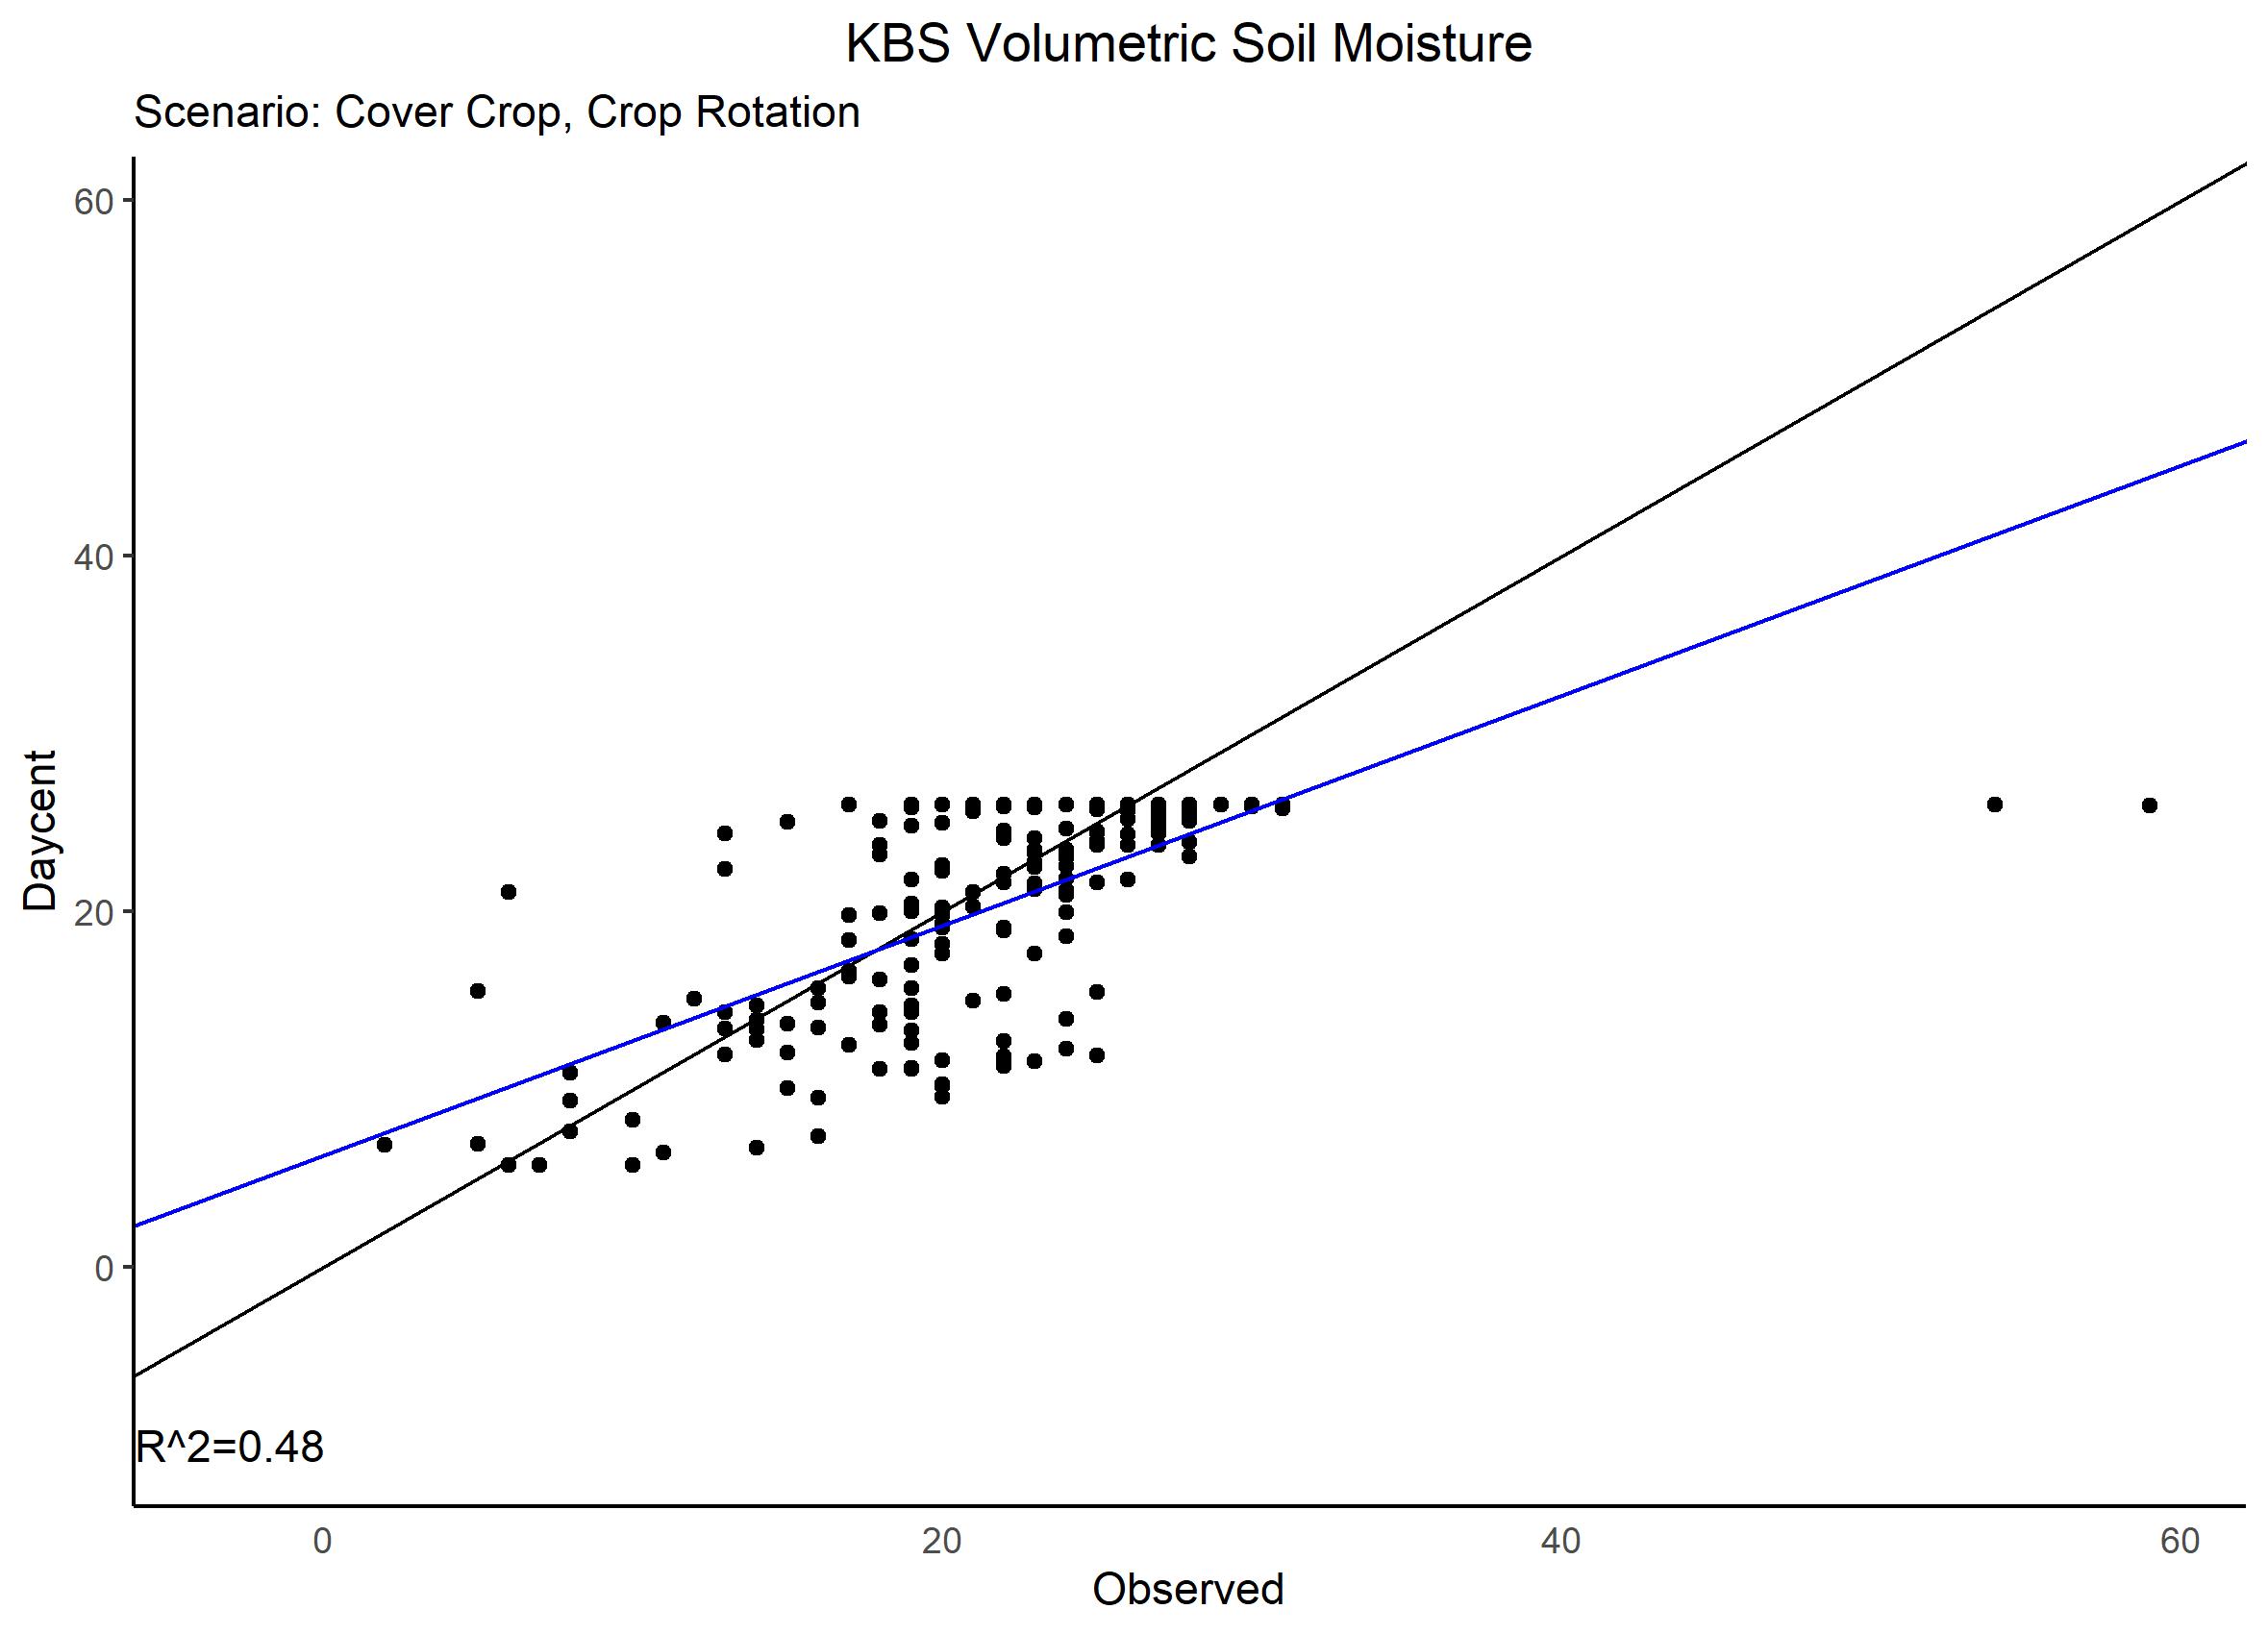 KBS Volumetric Soil Moisture
Scenario: Cover Crop, Crop Rotation
60
40
20
0
Daycent
R^2=0.48
0 20 40 60
Observed